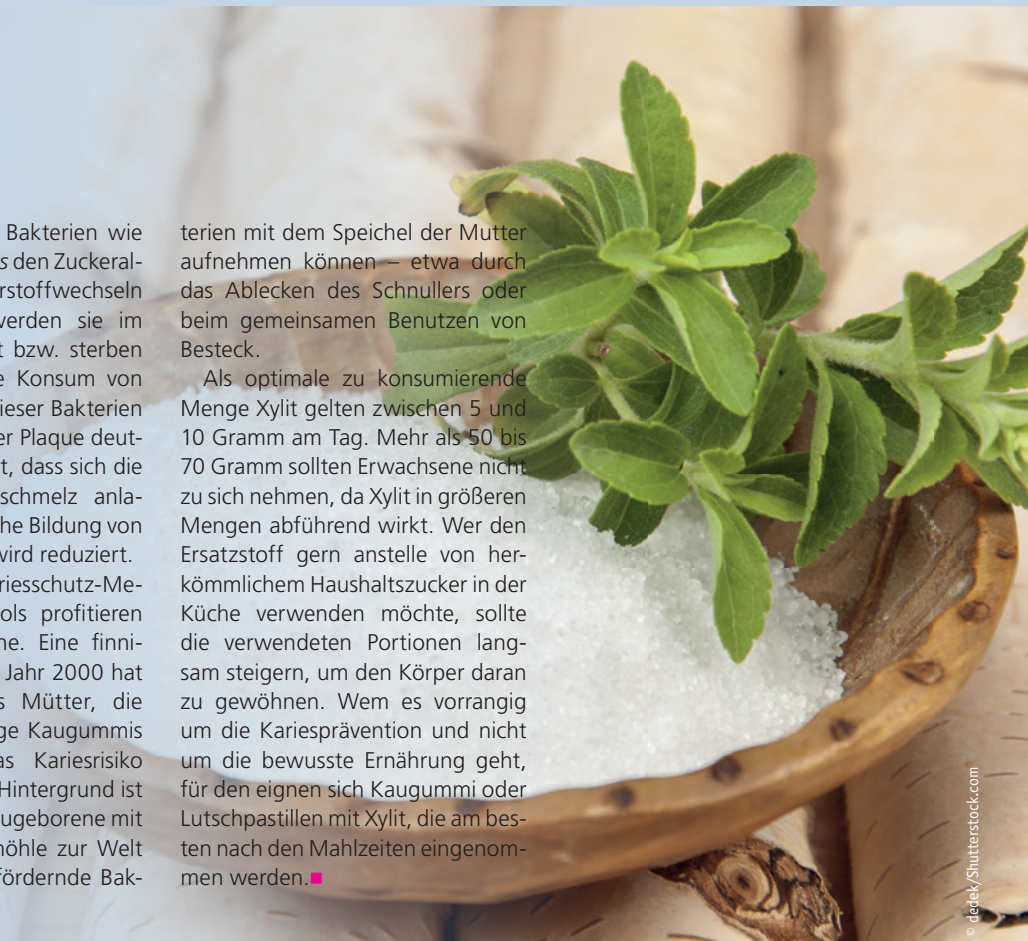 Bakterien wie
s den Zuckeral-
rstoffwechseln
werden sie im
t bzw. sterben
e Konsum von
ieser Bakterien
er Plaque deut-
t, dass sich die
schmelz anla-
he Bildung von
wird reduziert.
riesschutz-Me-
ols profitieren
ne. Eine finni-
Jahr 2000 hat
s Mütter, die
ge Kaugummis
as Kariesrisiko
Hintergrund ist
ugeborene mit
höhle zur Welt
fördernde Bak-
terien mit dem Speichel der Mutter
aufnehmen können – etwa durch
das Ablecken des Schnullers oder
beim gemeinsamen Benutzen von
Besteck.
Als optimale zu konsumierende
Menge Xylit gelten zwischen 5 und
10 Gramm am Tag. Mehr als 50 bis
70 Gramm sollten Erwachsene nicht
zu sich nehmen, da Xylit in größeren
Mengen abführend wirkt. Wer den
Ersatzstoff gern anstelle von her-
kömmlichem Haushaltszucker in der
Küche verwenden möchte, sollte
die verwendeten Portionen lang-
sam steigern, um den Körper daran
zu gewöhnen. Wem es vorrangig
um die Kariesprävention und nicht
um die bewusste Ernährung geht,
für den eignen sich Kaugummi oder
Lutschpastillen mit Xylit, die am bes-
ten nach den Mahlzeiten eingenom-
men werden.
© dedek/Shutterstock.com